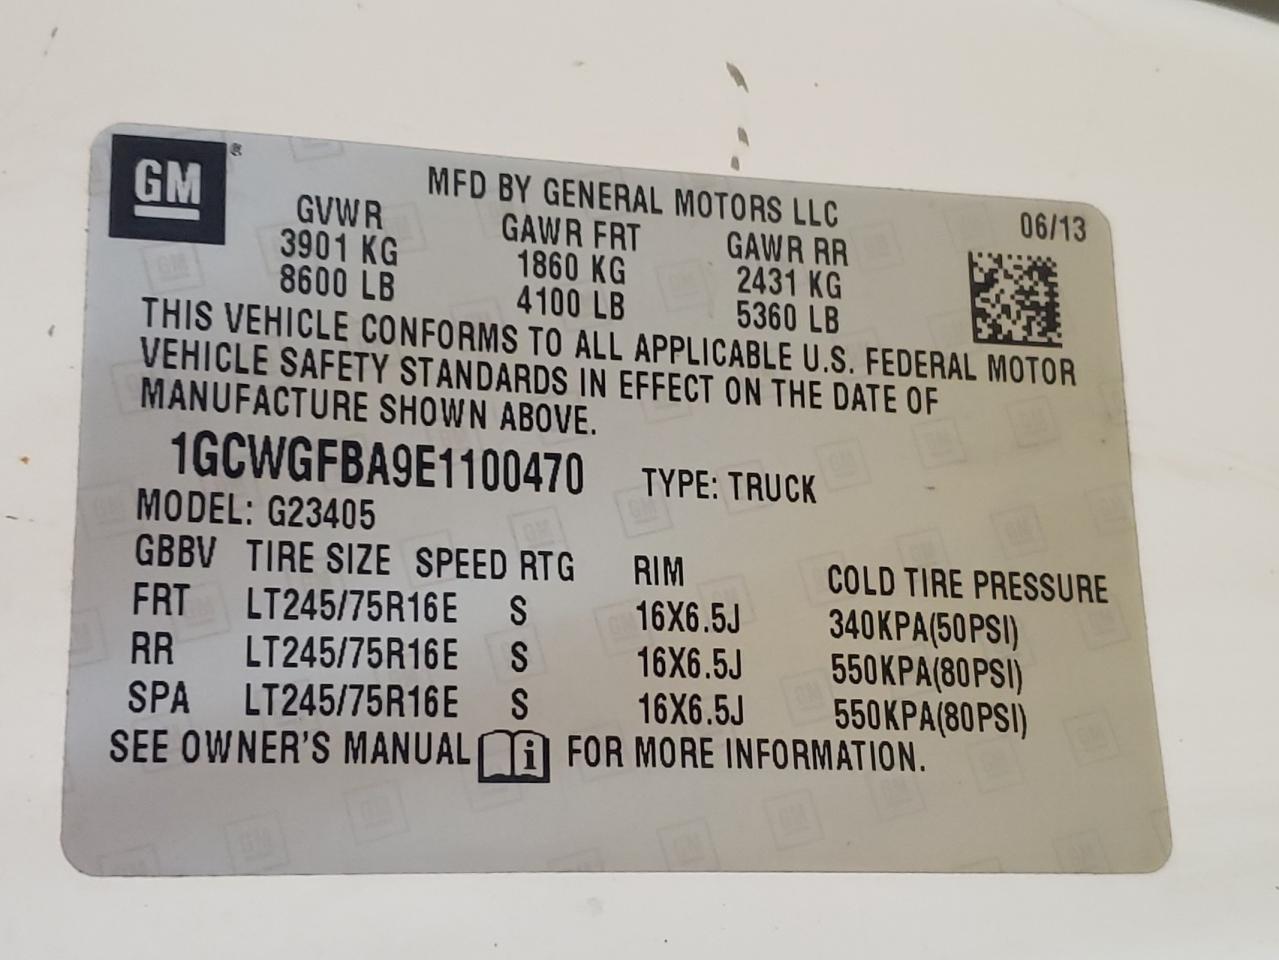 GM®
MFD BY GENERAL MOTORS LLC
06/13
GVWR GAWR FRT GAWR RR
3901 KG 1860 KG 2431 KG
8600 LB 4100 LB 5360 LB
THIS VEHICLE CONFORMS TO ALL APPLICABLE U.S. FEDERAL MOTOR
VEHICLE SAFETY STANDARDS IN EFFECT ON THE DATE OF
MANUFACTURE SHOWN ABOVE.
1GCWGFBA9E1100470 TYPE: TRUCK
MODEL: G23405
GBBV TIRE SIZE SPEED RTG RIM COLD TIRE PRESSURE
FRT LT245/75R16E S 16X6.5J 340KPA(50PSI)
RR LT245/75R16E S 16X6.5J 550KPA(80PSI)
SPA LT245/75R16E S 16X6.5J 550KPA(80PSI)
SEE OWNER'S MANUAL i FOR MORE INFORMATION.